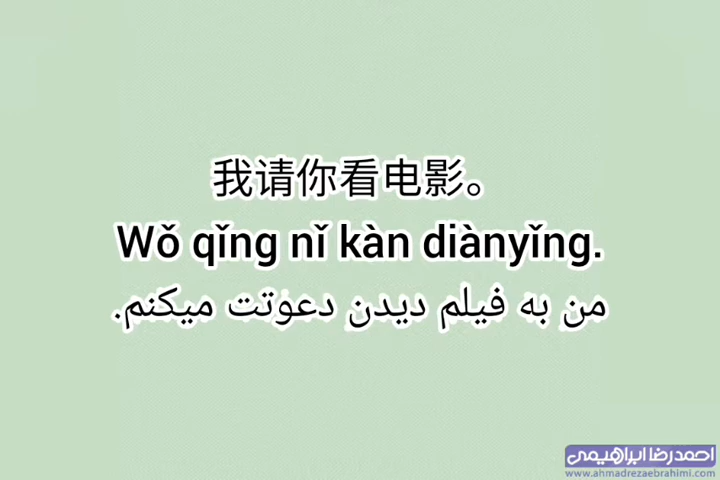 我请你看电影。
Wǒ qǐng nǐ kàn diànyǐng.
من به فیلم دیدن دعوتت میکنم.
احمدرضا ابراهیمی
www.ahmadrezaebrahimi.com